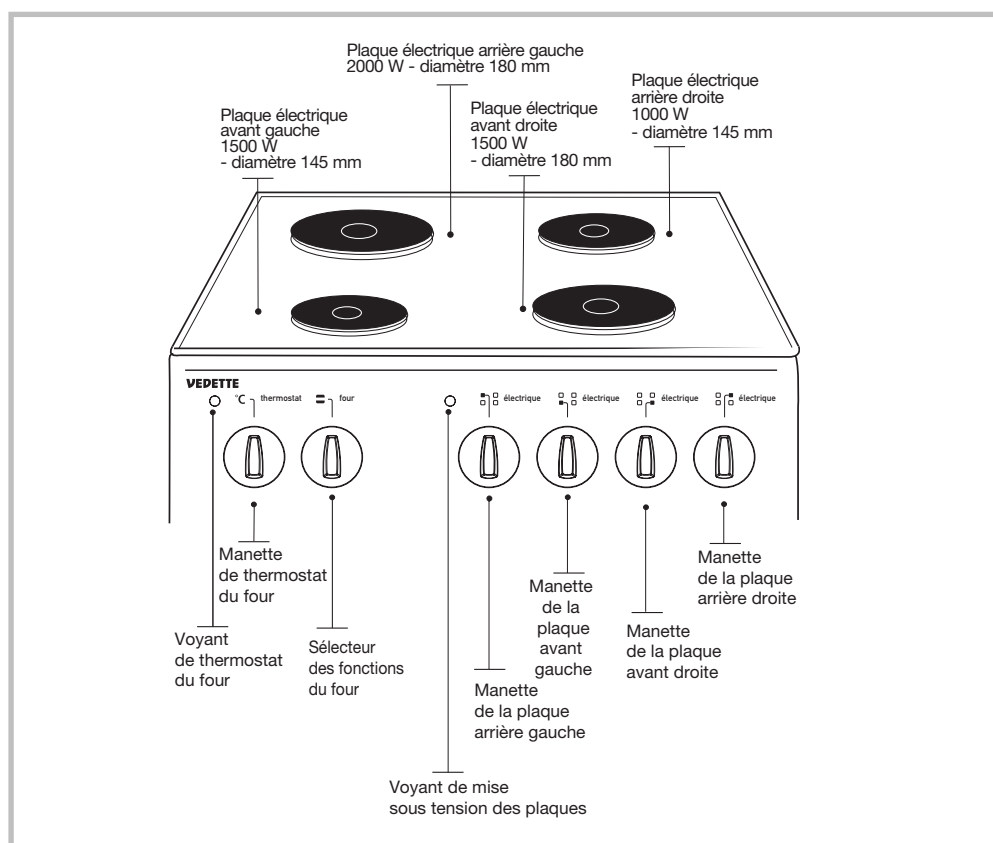 Plaque électrique arrière gauche
2000 W - diamètre 180 mm
Plaque électrique
arrière droite
1000 W
- diamètre 145 mm
Plaque électrique
avant droite
1500 W
- diamètre 180 mm
Plaque électrique
avant gauche
1500 W
- diamètre 145 mm
VEDETTE
°C thermostat
four
électrique
électrique
électrique
électrique
Manette
de thermostat
du four
Voyant
de thermostat
du four
Sélecteur
des fonctions
du four
Manette
de la plaque
arrière gauche
Manette
de la
plaque
avant
gauche
Manette
de la plaque
avant droite
Manette
de la plaque
arrière droite
Voyant de mise
sous tension des plaques